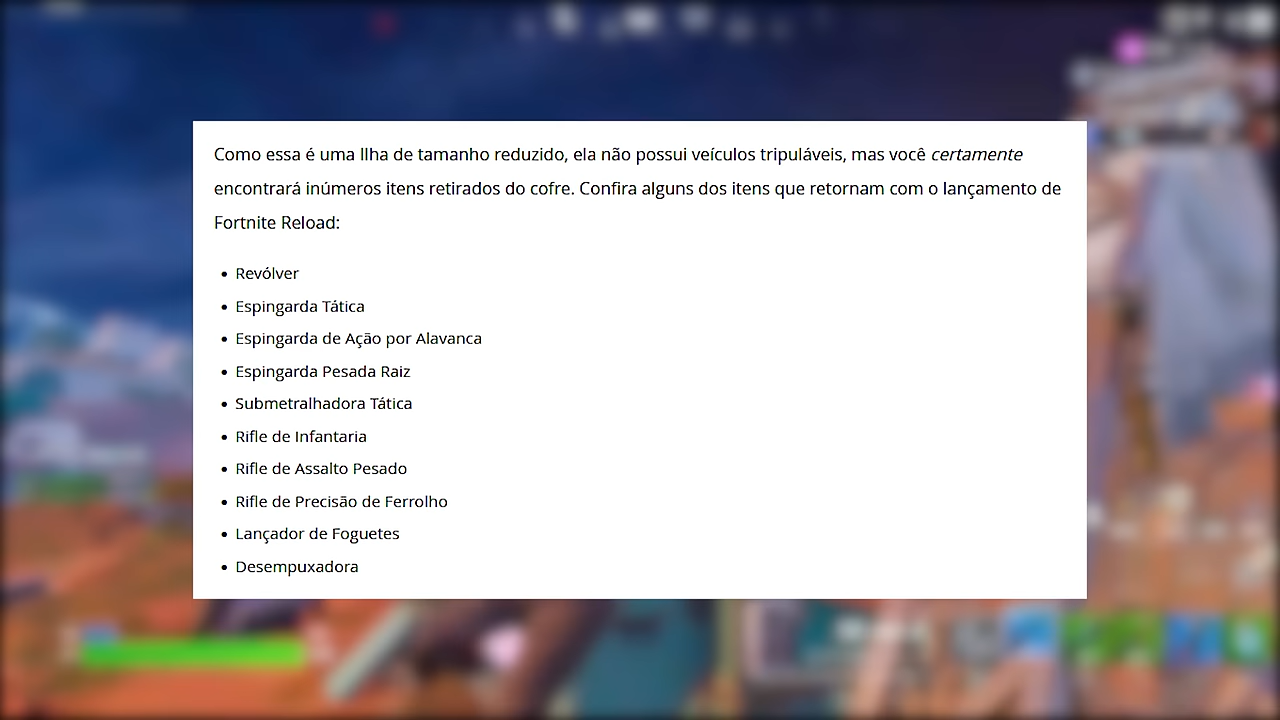 Como essa é uma Ilha de tamanho reduzido, ela não possui veículos tripuláveis, mas você certamente
encontrará inúmeros itens retirados do cofre. Confira alguns dos itens que retornam com o lançamento de
Fortnite Reload:
• Revólver
• Espingarda Tática
• Espingarda de Ação por Alavanca
• Espingarda Pesada Raiz
• Submetralhadora Tática
• Rifle de Infantaria
• Rifle de Assalto Pesado
• Rifle de Precisão de Ferrolho
• Lançador de Foguetes
• Desempuxadora